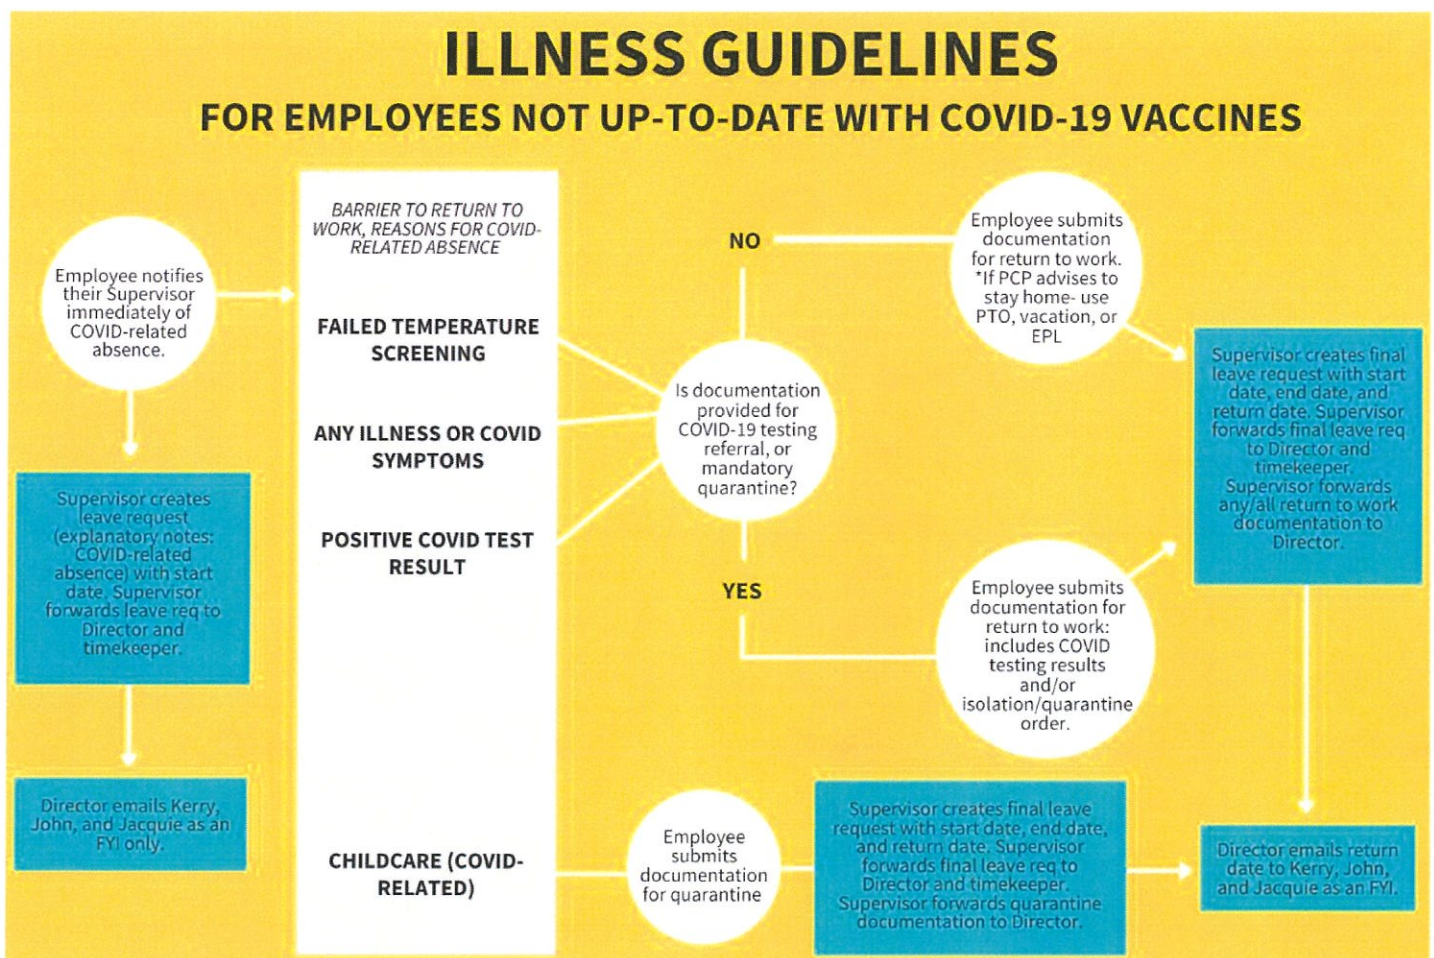 ILLNESS GUIDELINES
FOR EMPLOYEES NOT UP-TO-DATE WITH COVID-19 VACCINES
Employee notifies
their Supervisor
immediately of
COVID-related
absence.
Supervisor creates
leave request
(explanatory notes:
COVID-related
absence) with start
date. Supervisor
forwards leave req to
Director and
timekeeper.
Director emails Kerry,
John, and Jacquie as an
FYI only.
BARRIER TO RETURN TO
WORK, REASONS FOR COVID-
RELATED ABSENCE
FAILED TEMPERATURE
SCREENING
ANY ILLNESS OR COVID
SYMPTOMS
POSITIVE COVID TEST
RESULT
CHILDCARE (COVID-
RELATED)
Is documentation
provided for
COVID-19 testing
referral, or
mandatory
quarantine?
NO
Employee submits
documentation
for return to work.
*If PCP advises to
stay home- use
PTO, vacation, or
EPL
YES
Employee submits
documentation for
return to work:
includes COVID
testing results
and/or
isolation/quarantine
order.
Supervisor creates final
leave request with start
date, end date, and
return date. Supervisor
forwards final leave req
to Director and
timekeeper.
Supervisor forwards
any/all return to work
documentation to
Director.
Employee
submits
documentation
for quarantine
Supervisor creates final leave
request with start date, end date,
and return date. Supervisor
forwards final leave req to
Director and timekeeper.
Supervisor forwards quarantine
documentation to Director.
Director emails return
date to Kerry, John,
and Jacquie as an FYI.